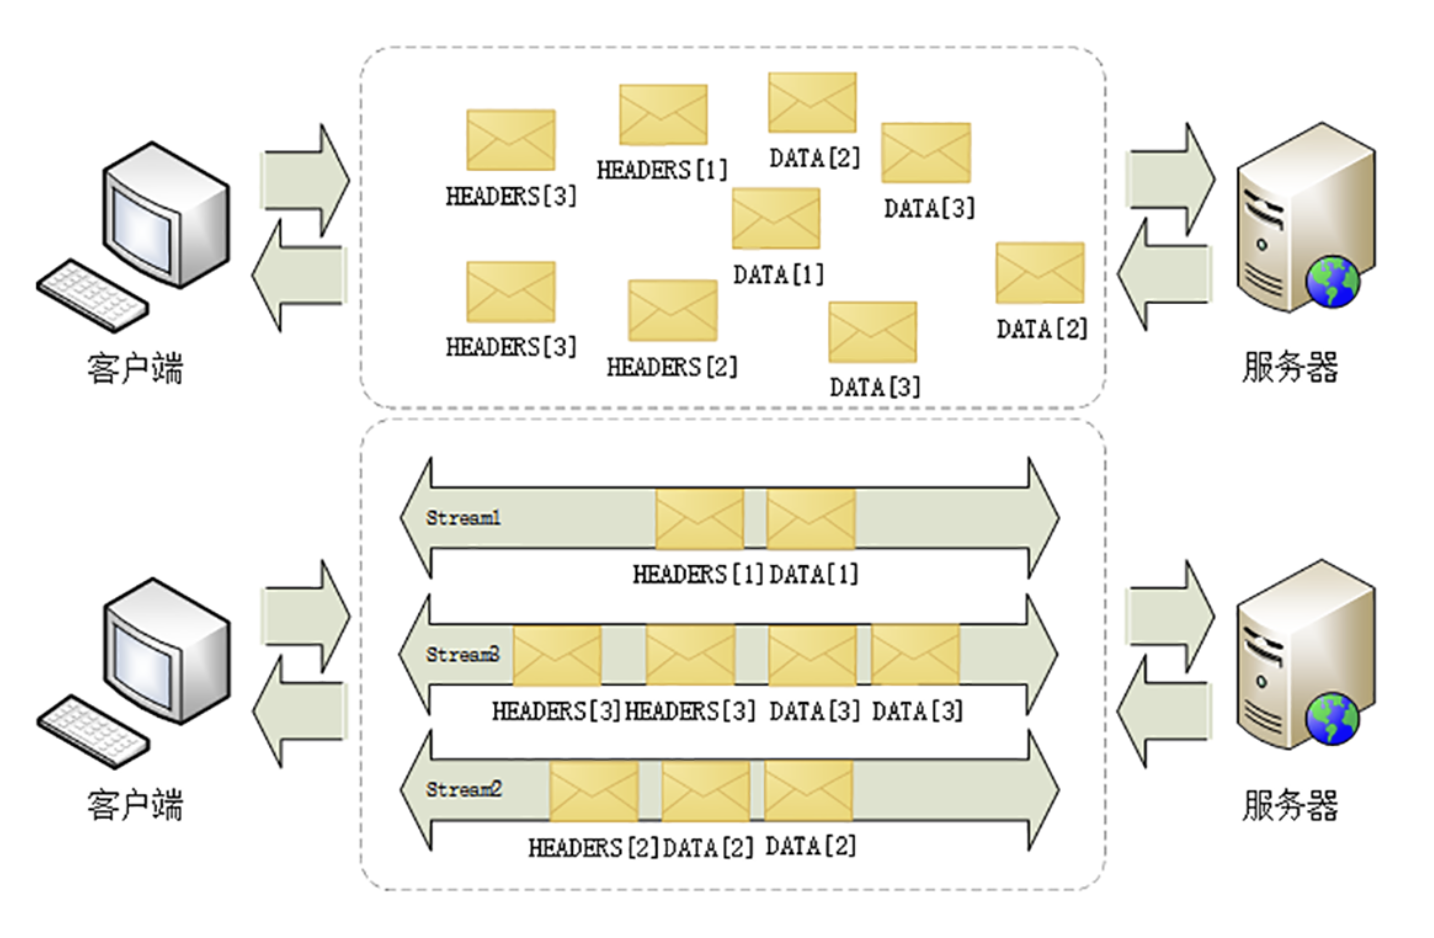 DATA[2]
HEADERS[1]
HEADERS[3]
DATA[3]
DATA[1]
DATA[2]
HEADERS[3]
HEADERS[2]
DATA[3]
客户端
服务器
Stream1
HEADERS[1] DATA[1]
Stream3
HEADERS[3] HEADERS[3] DATA[3] DATA[3]
Stream2
HEADERS[2] DATA[2] DATA[2]
客户端
服务器